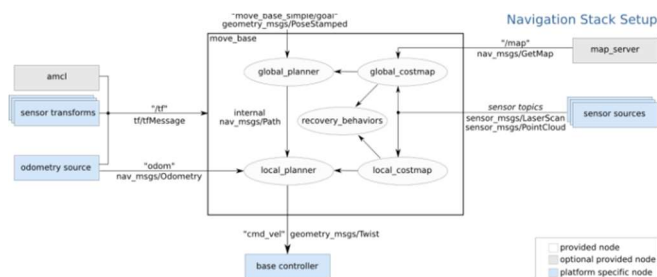 "move_base_simple/goal"
geometry_msgs/PoseStamped
Navigation Stack Setup
move_base
"/map"
nav_msgs/GetMap
map_server
global_planner
global_costmap
amcl
sensor transforms
"/tf"
tf/tfMessage
internal
nav_msgs/Path
recovery_behaviors
sensor topics
sensor_msgs/LaserScan
sensor_msgs/PointCloud
sensor sources
odometry source
"odom"
nav_msgs/Odometry
local_planner
local_costmap
"cmd_vel" geometry_msgs/Twist
base controller
provided node
optional provided node
platform specific node